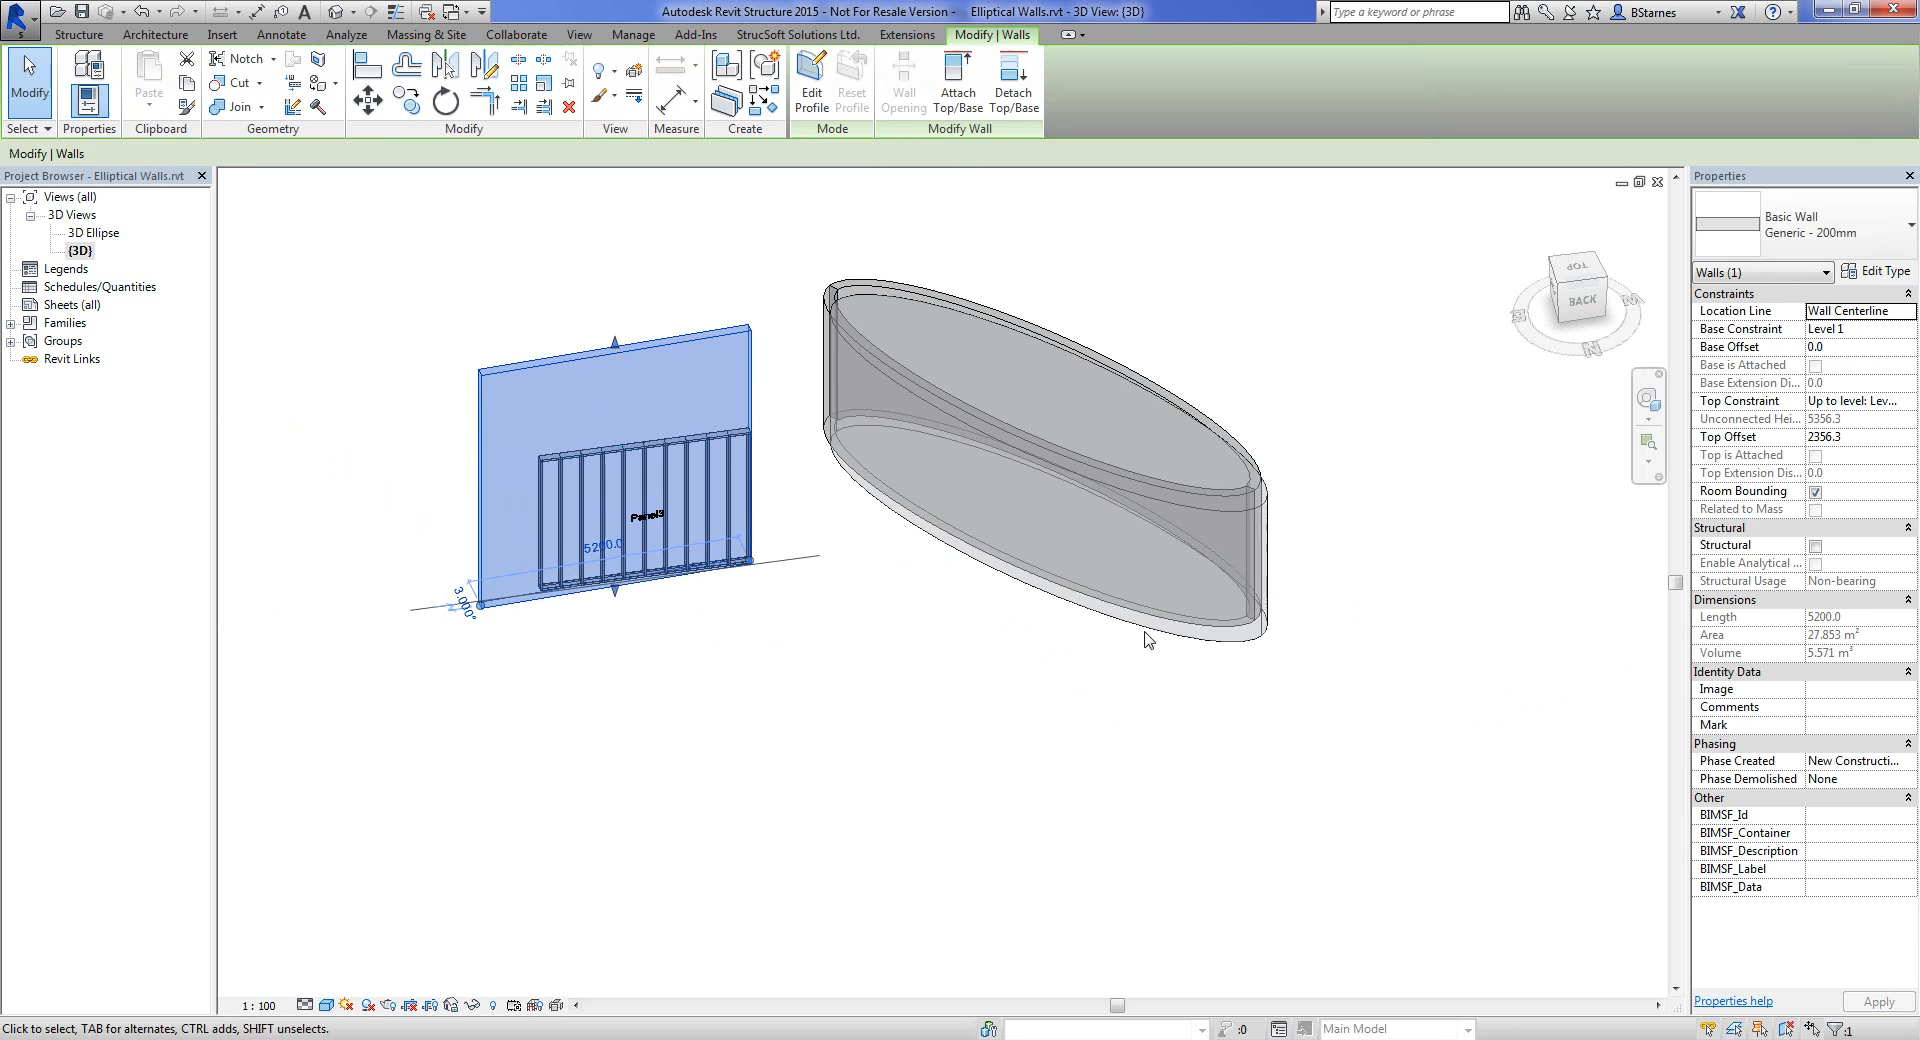 Autodesk Revit Structure 2015 - Not For Resale Version - Elliptical Walls.rvt - 3D View: {3D}
Type a keyword or phrase
BStarnes
Structure Architecture Insert Annotate Analyze Massing & Site Collaborate View Manage Add-Ins StrucSoft Solutions Ltd. Extensions Modify | Walls
Modify
Paste
Notch
Cut
Join
Edit Profile
Reset Profile
Wall Opening
Attach Top/Base
Detach Top/Base
Select Properties Clipboard Geometry Modify View Measure Create Mode Modify Wall
Modify | Walls
Project Browser - Elliptical Walls.rvt
Views (all)
3D Views
3D Ellipse
{3D}
Legends
Schedules/Quantities
Sheets (all)
Families
Groups
Revit Links
Panel3
5200.0
3.000°
TOP
BACK
N
Properties
Basic Wall
Generic - 200mm
Walls (1) Edit Type
Constraints
Location Line Wall Centerline
Base Constraint Level 1
Base Offset 0.0
Base is Attached
Base Extension Di... 0.0
Top Constraint Up to level: Lev...
Unconnected Hei... 5356.3
Top Offset 2356.3
Top is Attached
Top Extension Dis... 0.0
Room Bounding
Related to Mass
Structural
Structural
Enable Analytical ...
Structural Usage Non-bearing
Dimensions
Length 5200.0
Area 27.853 m²
Volume 5.571 m³
Identity Data
Image
Comments
Mark
Phasing
Phase Created New Constructi...
Phase Demolished None
Other
BIMSF_Id
BIMSF_Container
BIMSF_Description
BIMSF_Label
BIMSF_Data
Properties help Apply
1 : 100
Click to select, TAB for alternates, CTRL adds, SHIFT unselects.
:0
Main Model
:1